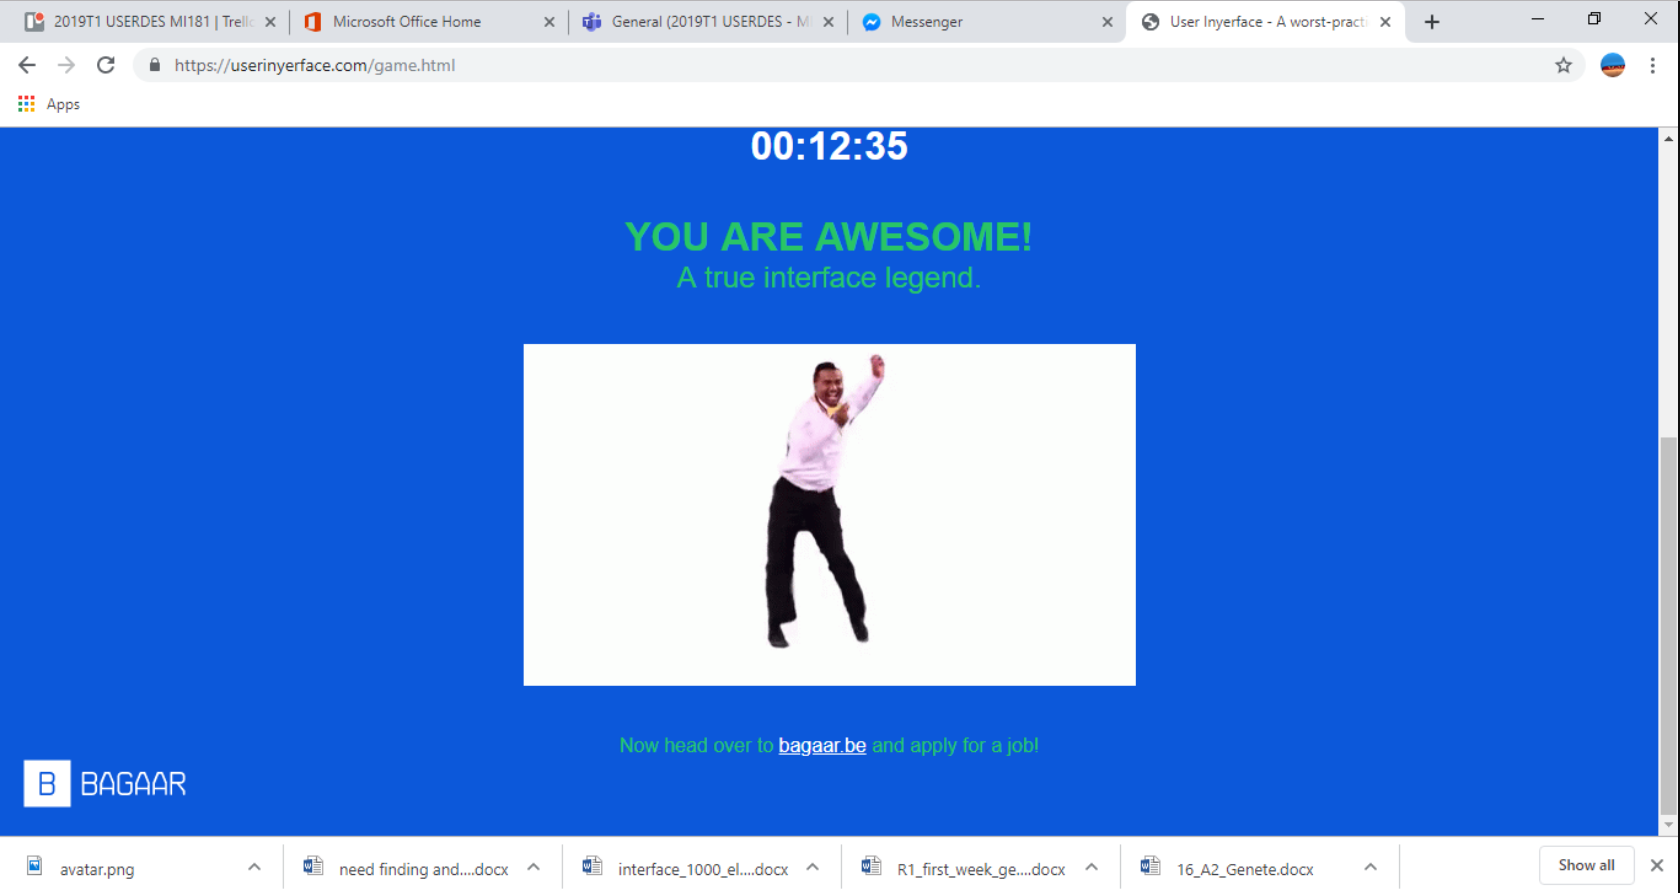 2019T1 USERDES MI181 | Trello
Microsoft Office Home
General (2019T1 USERDES - MI
Messenger
User Inyerface - A worst-practi
https://userinyerface.com/game.html
Apps
00:12:35
YOU ARE AWESOME!
A true interface legend.
Now head over to bagaar.be and apply for a job!
B BAGAAR
avatar.png
need finding and....docx
interface_1000_el....docx
R1_first_week_ge....docx
16_A2_Genete.docx
Show all